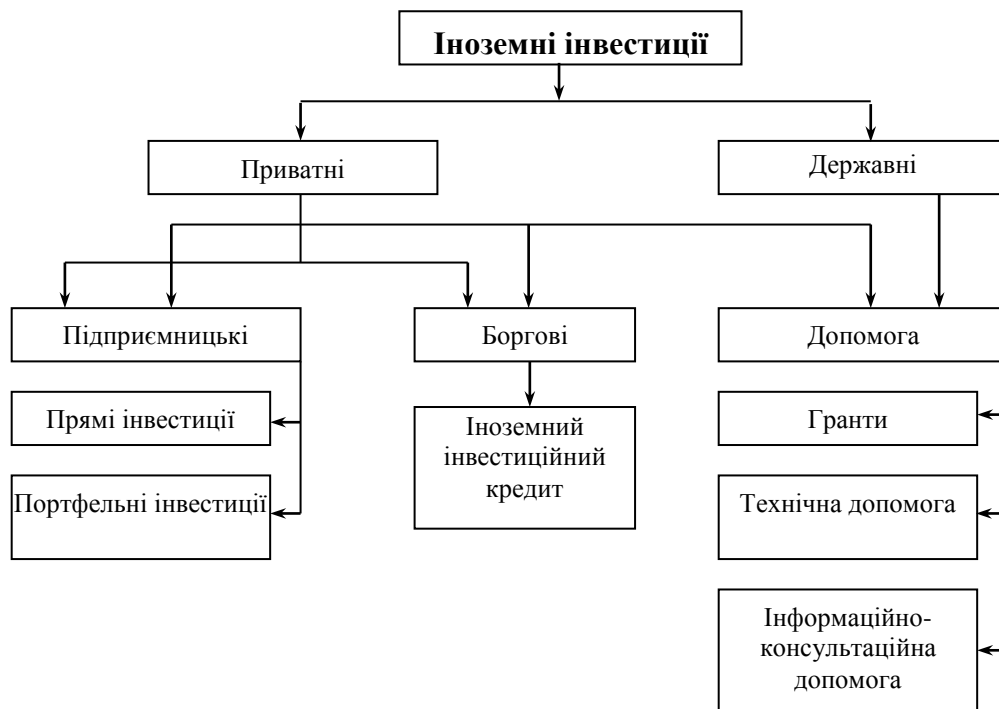 Іноземні інвестиції
Приватні
Державні
Підприємницькі
Боргові
Допомога
Прямі інвестиції
Іноземний
інвестиційний
кредит
Гранти
Портфельні інвестиції
Технічна допомога
Інформаційно-
консультаційна
допомога